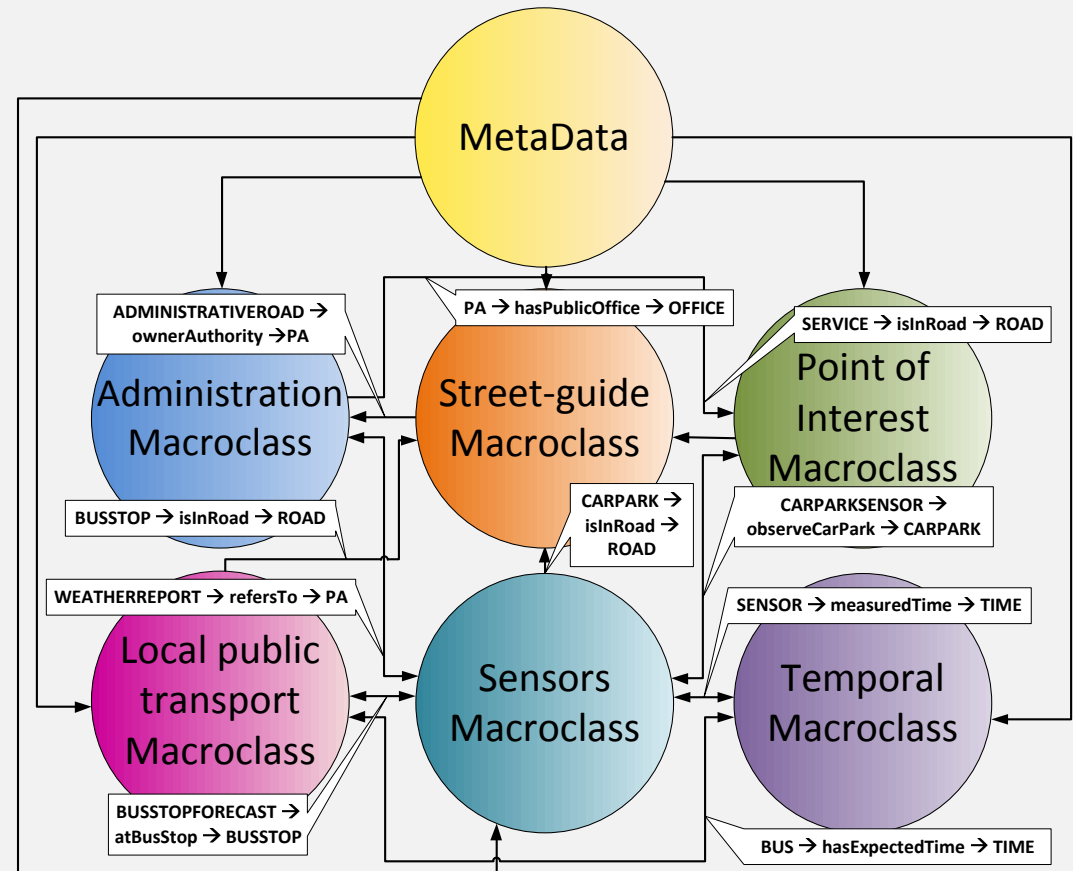 MetaData
ADMINISTRATIVEROAD →
ownerAuthority →PA
PA → hasPublicOffice → OFFICE
SERVICE → isInRoad → ROAD
Administration
Macroclass
Street-guide
Macroclass
Point of
Interest
Macroclass
BUSSTOP → isInRoad → ROAD
CARPARK →
isInRoad →
ROAD
CARPARKSENSOR →
observeCarPark → CARPARK
WEATHERREPORT → refersTo → PA
SENSOR → measuredTime → TIME
Local public
transport
Macroclass
Sensors
Macroclass
Temporal
Macroclass
BUSSTOPFORECAST →
atBusStop → BUSSTOP
BUS → hasExpectedTime → TIME